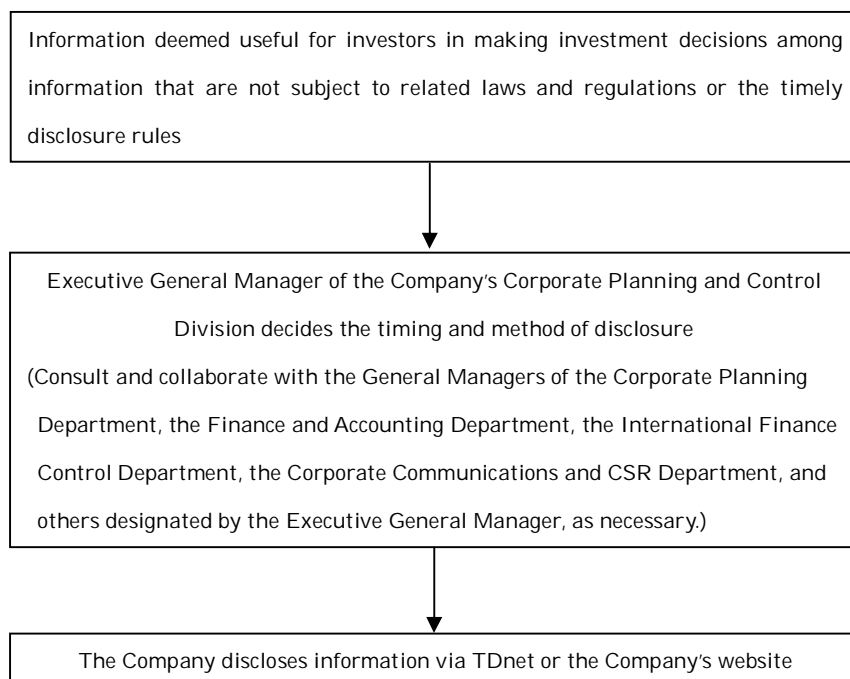 Information deemed useful for investors in making investment decisions among
information that are not subject to related laws and regulations or the timely
disclosure rules
Executive General Manager of the Company's Corporate Planning and Control
Division decides the timing and method of disclosure
(Consult and collaborate with the General Managers of the Corporate Planning
Department, the Finance and Accounting Department, the International Finance
Control Department, the Corporate Communications and CSR Department, and
others designated by the Executive General Manager, as necessary.)
The Company discloses information via TDnet or the Company's website